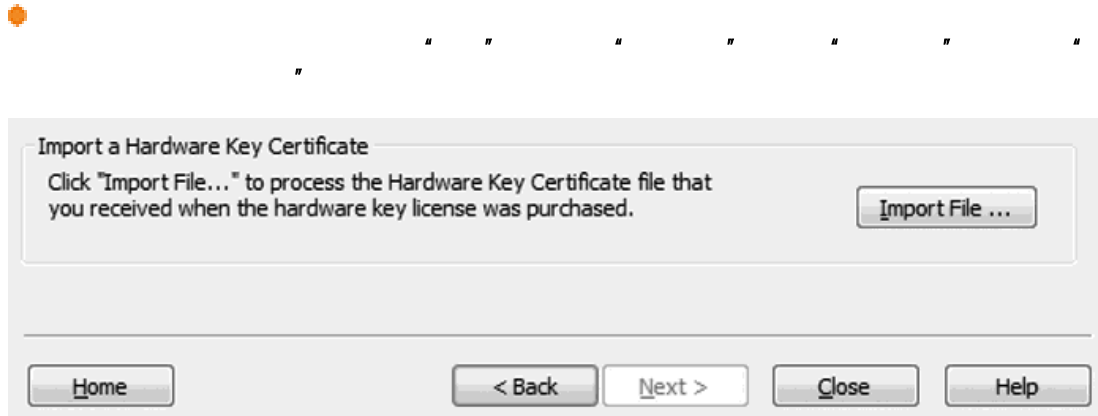 “ ” “ ” “ ” “
”
Import a Hardware Key Certificate
Click "Import File..." to process the Hardware Key Certificate file that
you received when the hardware key license was purchased.
Import File ...
Home
< Back
Next >
Close
Help